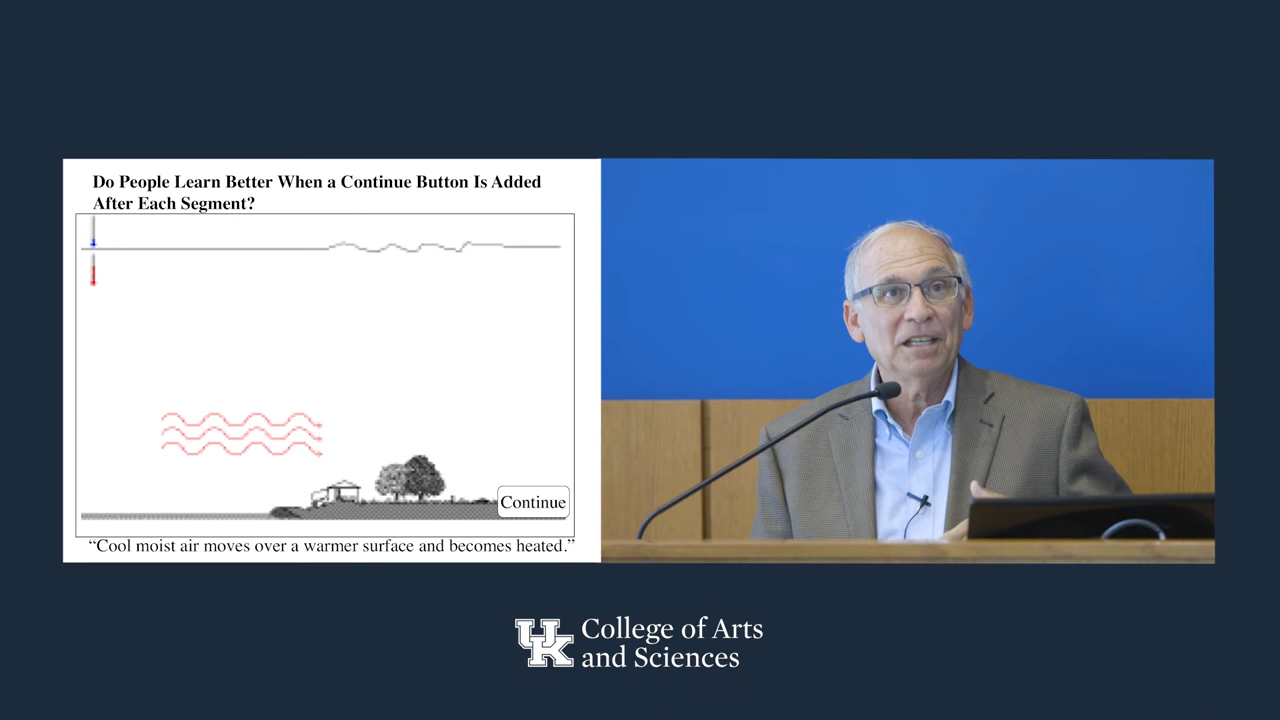 Do People Learn Better When a Continue Button Is Added
After Each Segment?
Continue
“Cool moist air moves over a warmer surface and becomes heated.”
UK College of Arts
and Sciences